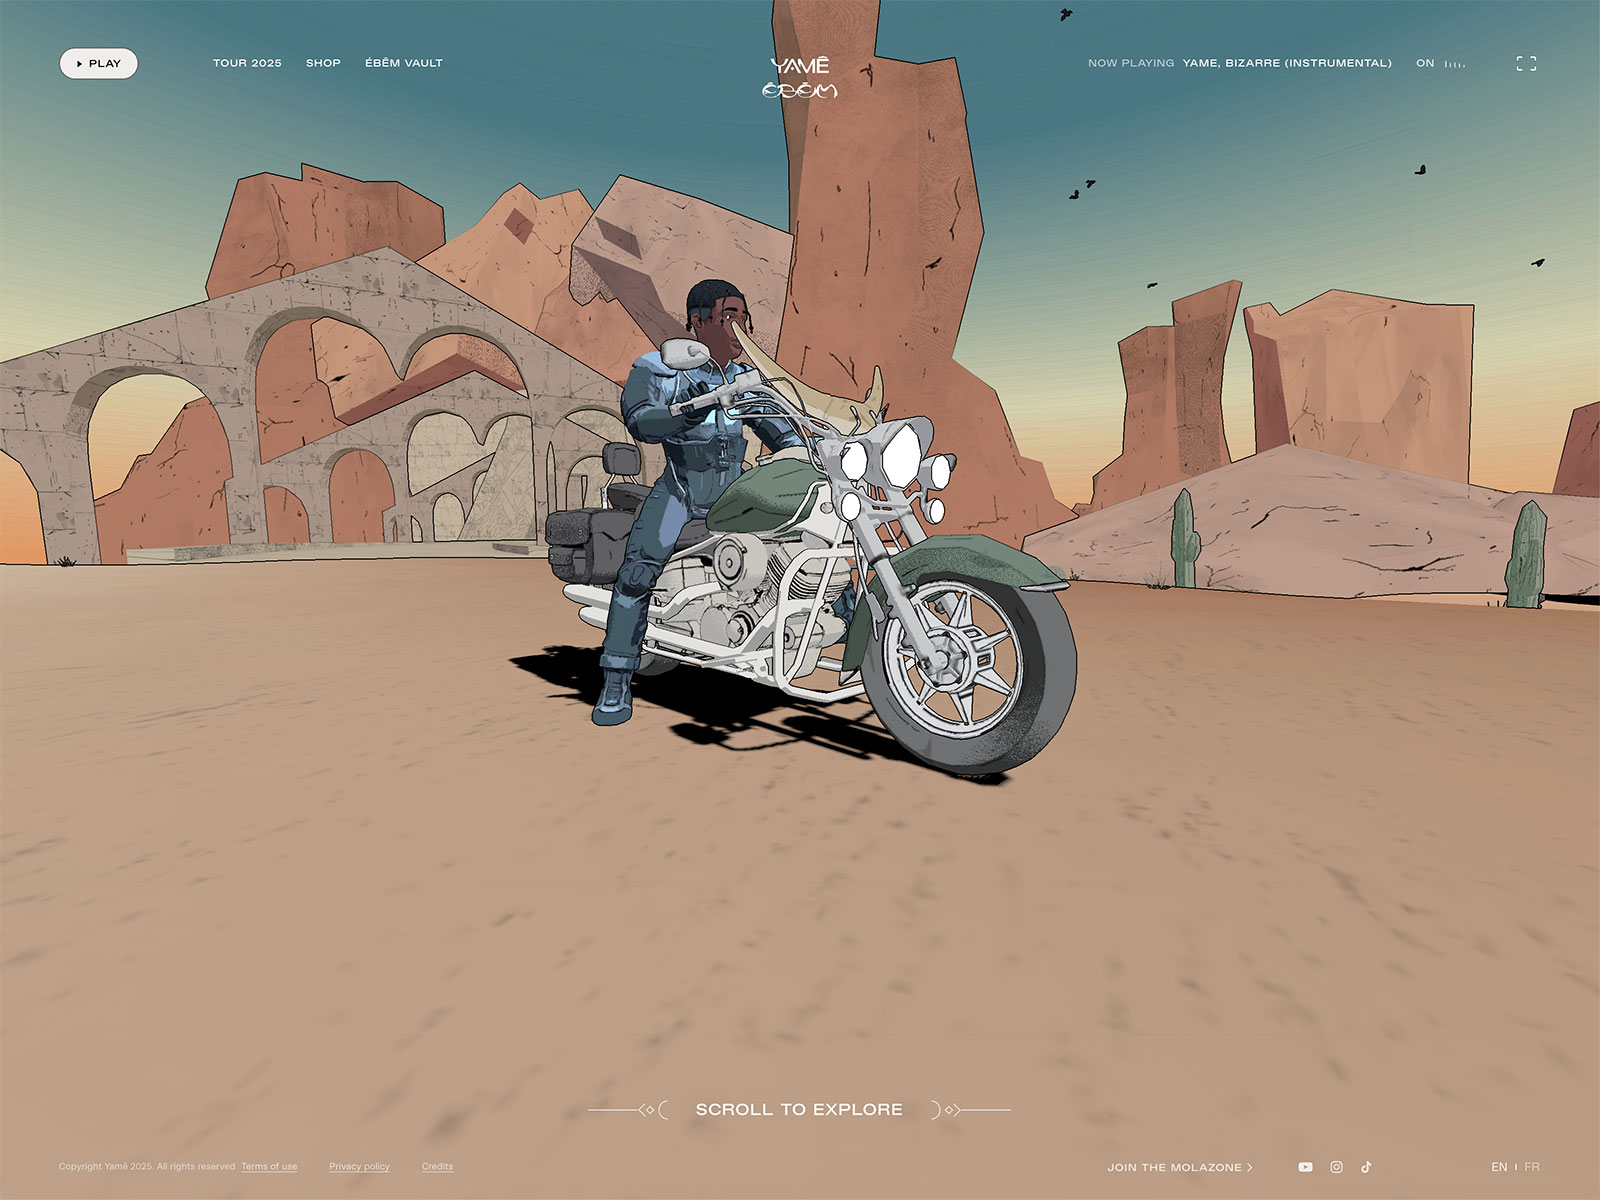 PLAY
TOUR 2025
SHOP
ÉBĒM VAULT
YAMÊ
ÉBÊM
NOW PLAYING YAME, BIZARRE (INSTRUMENTAL)
ON
SCROLL TO EXPLORE
Copyright Yamê 2025. All rights reserved
Terms of use
Privacy policy
Credits
JOIN THE MOLAZONE
EN
FR